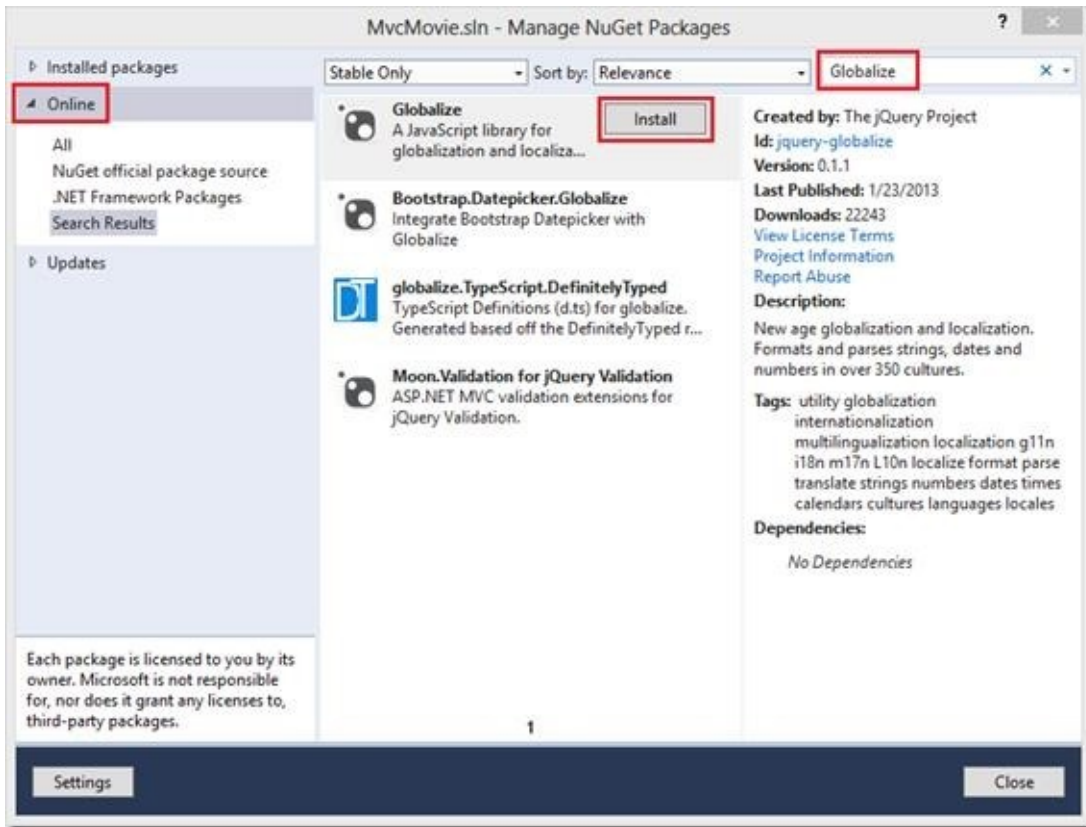 MvcMovie.sln - Manage NuGet Packages
?
Installed packages
Online
All
NuGet official package source
.NET Framework Packages
Search Results
Updates
Each package is licensed to you by its
owner. Microsoft is not responsible
for, nor does it grant any licenses to,
third-party packages.
Stable Only
Sort by: Relevance
Globalize
Globalize
A JavaScript library for
globalization and localiza...
Install
Bootstrap.Datepicker.Globalize
Integrate Bootstrap Datepicker with
Globalize
DT
globalize.TypeScript.DefinitelyTyped
TypeScript Definitions (d.ts) for globalize.
Generated based off the DefinitelyTyped r...
Moon.Validation for jQuery Validation
ASP.NET MVC validation extensions for
jQuery Validation.
1
Created by: The jQuery Project
Id: jquery-globalize
Version: 0.1.1
Last Published: 1/23/2013
Downloads: 22243
View License Terms
Project Information
Report Abuse
Description:
New age globalization and localization.
Formats and parses strings, dates and
numbers in over 350 cultures.
Tags: utility globalization
internationalization
multilingualization localization g11n
i18n m17n L10n localize format parse
translate strings numbers dates times
calendars cultures languages locales
Dependencies:
No Dependencies
Settings
Close